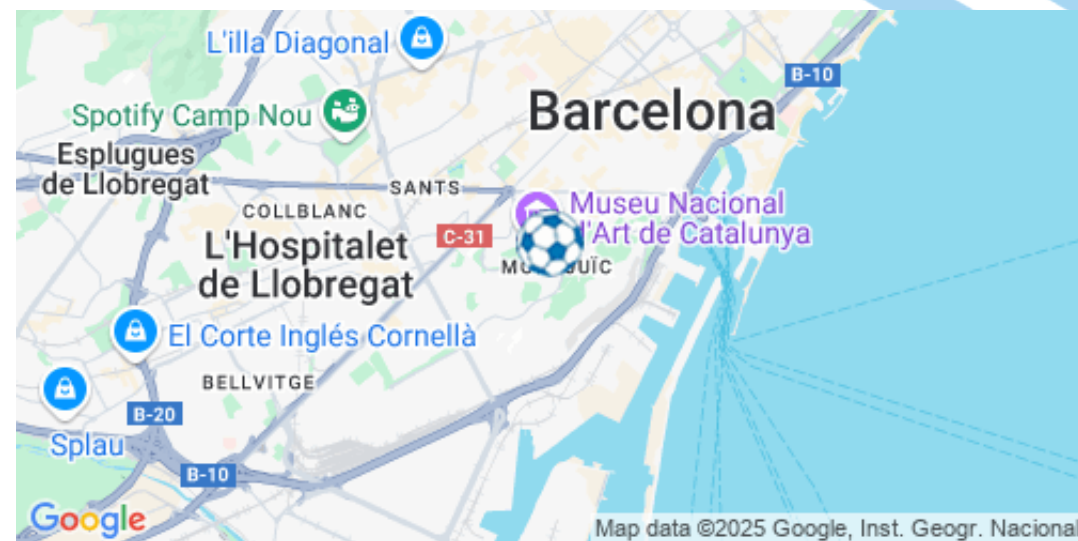 L'illa Diagonal
B-10
Spotify Camp Nou
Barcelona
Esplugues
de Llobregat
SANTS
COLLBLANC
Museu Nacional
d'Art de Catalunya
C-31
L'Hospitalet
de Llobregat
El Corte Inglés Cornellà
BELLVITGE
B-20
Splau
B-10
Google
Map data ©2025 Google, Inst. Geogr. Nacional